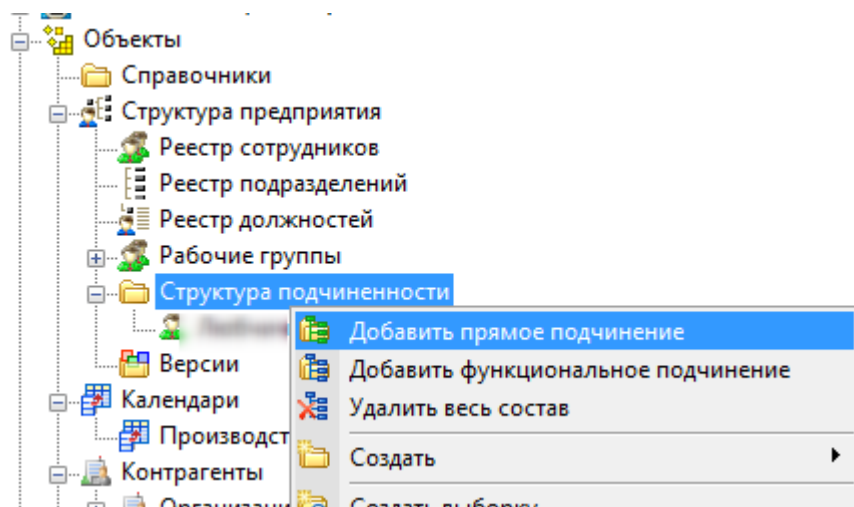 Объекты
Справочники
Структура предприятия
Реестр сотрудников
Реестр подразделений
Реестр должностей
Рабочие группы
Структура подчиненности
Добавить прямое подчинение
Версии
Добавить функциональное подчинение
Календари
Удалить весь состав
Производст
Создать
Контрагенты